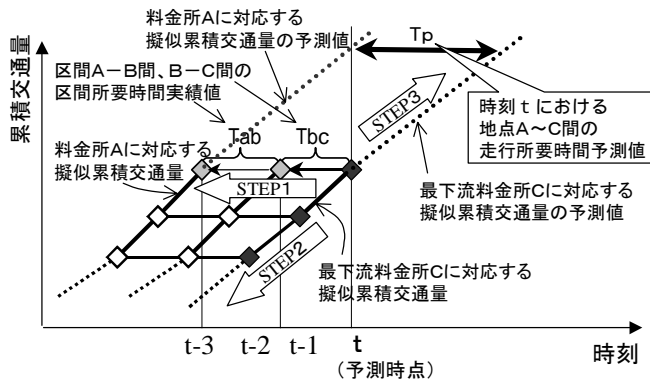 料金所Aに対応する
擬似累積交通量の予測値
区間A－B間、B－C間の
区間所要時間実績値
料金所Aに対応する
擬似累積交通量
Tab
Tbc
Tp
STEP1
STEP2
STEP3
時刻ｔにおける
地点A～C間の
走行所要時間予測値
最下流料金所Cに対応する
擬似累積交通量の予測値
最下流料金所Cに対応する
擬似累積交通量
累積交通量
t-3
t-2
t-1
t
(予測時点)
時刻